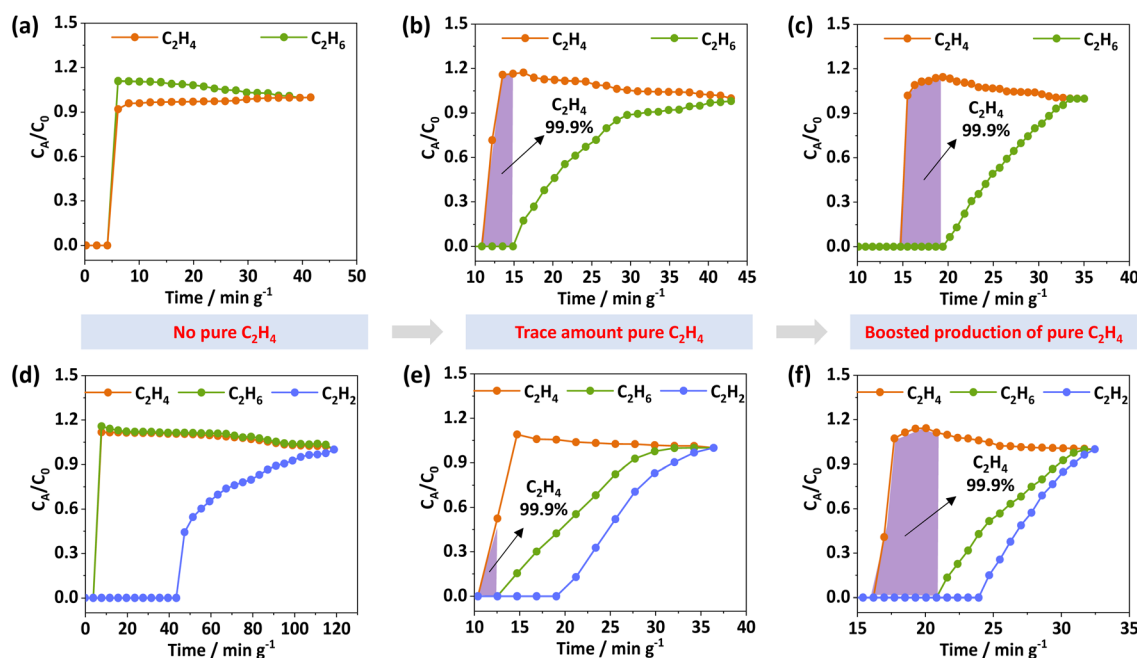 (a)
C₂H₄ C₂H₆
C_A/C₀
1.5
1.2
0.9
0.6
0.3
0.0
0 10 20 30 40 50
Time / min g⁻¹
(b)
C₂H₄ C₂H₆
C_A/C₀
1.5
1.2
0.9
0.6
0.3
0.0
C₂H₄
99.9%
10 15 20 25 30 35 40 45
Time / min g⁻¹
(c)
C₂H₄ C₂H₆
C_A/C₀
1.5
1.2
0.9
0.6
0.3
0.0
C₂H₄
99.9%
10 15 20 25 30 35 40
Time / min g⁻¹
No pure C₂H₄
Trace amount pure C₂H₄
Boosted production of pure C₂H₄
(d)
C₂H₄ C₂H₆ C₂H₂
C_A/C₀
1.5
1.2
0.9
0.6
0.3
0.0
0 20 40 60 80 100 120
Time / min g⁻¹
(e)
C₂H₄ C₂H₆ C₂H₂
C_A/C₀
1.5
1.2
0.9
0.6
0.3
0.0
C₂H₄
99.9%
10 15 20 25 30 35 40
Time / min g⁻¹
(f)
C₂H₄ C₂H₆ C₂H₂
C_A/C₀
1.5
1.2
0.9
0.6
0.3
0.0
C₂H₄
99.9%
15 20 25 30 35
Time / min g⁻¹